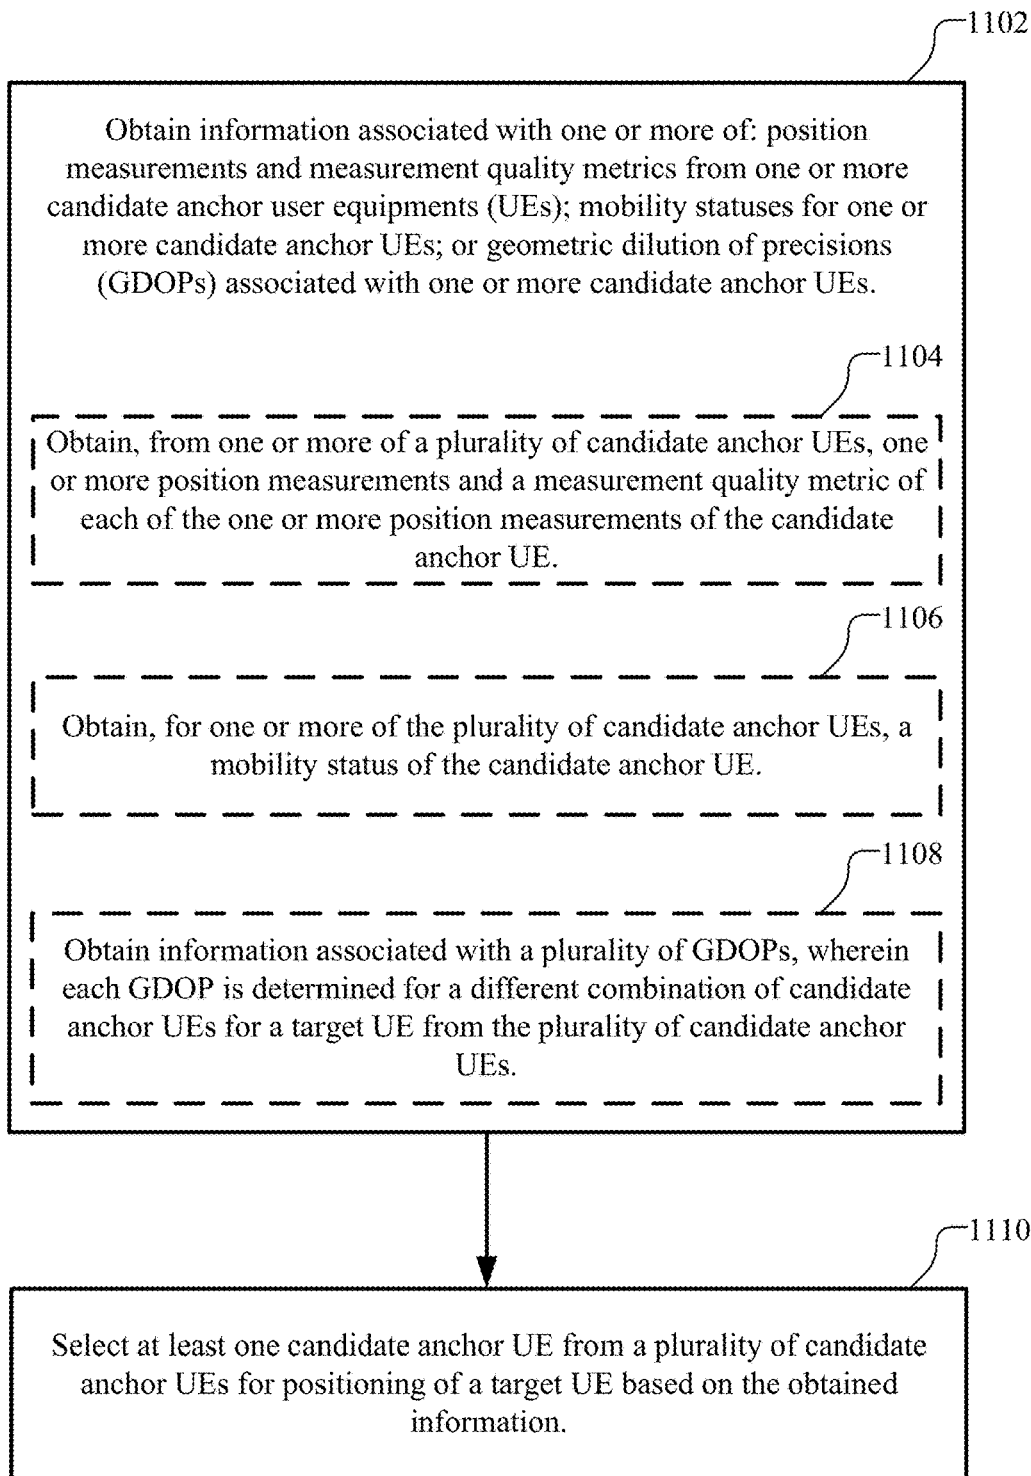 1102
Obtain information associated with one or more of: position
measurements and measurement quality metrics from one or more
candidate anchor user equipments (UEs); mobility statuses for one or
more candidate anchor UEs; or geometric dilution of precisions
(GDOPs) associated with one or more candidate anchor UEs.
1104
Obtain, from one or more of a plurality of candidate anchor UEs, one
or more position measurements and a measurement quality metric of
each of the one or more position measurements of the candidate
anchor UE.
1106
Obtain, for one or more of the plurality of candidate anchor UEs, a
mobility status of the candidate anchor UE.
1108
Obtain information associated with a plurality of GDOPs, wherein
each GDOP is determined for a different combination of candidate
anchor UEs for a target UE from the plurality of candidate anchor
UEs.
1110
Select at least one candidate anchor UE from a plurality of candidate
anchor UEs for positioning of a target UE based on the obtained
information.